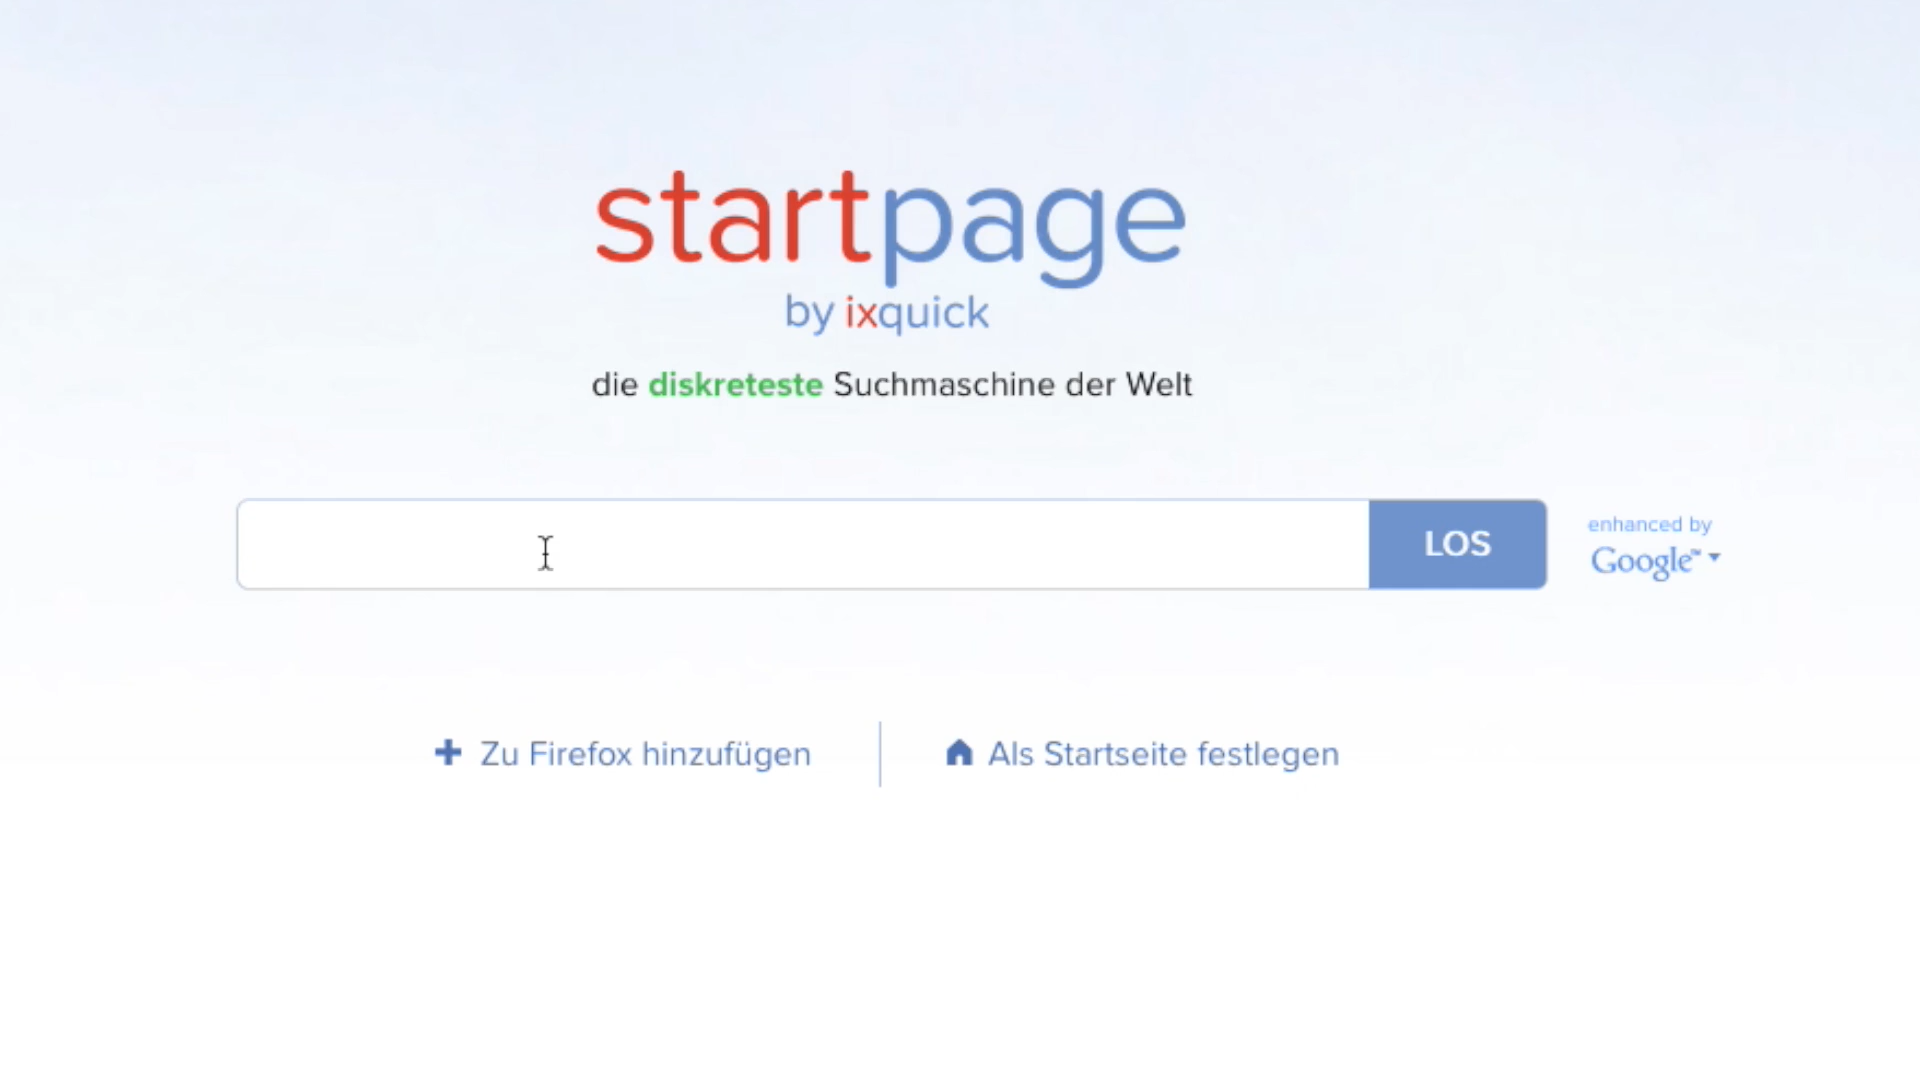 startpage
by ixquick
die diskreteste Suchmaschine der Welt
LOS
enhanced by
Google™
Zu Firefox hinzufügen
Als Startseite festlegen